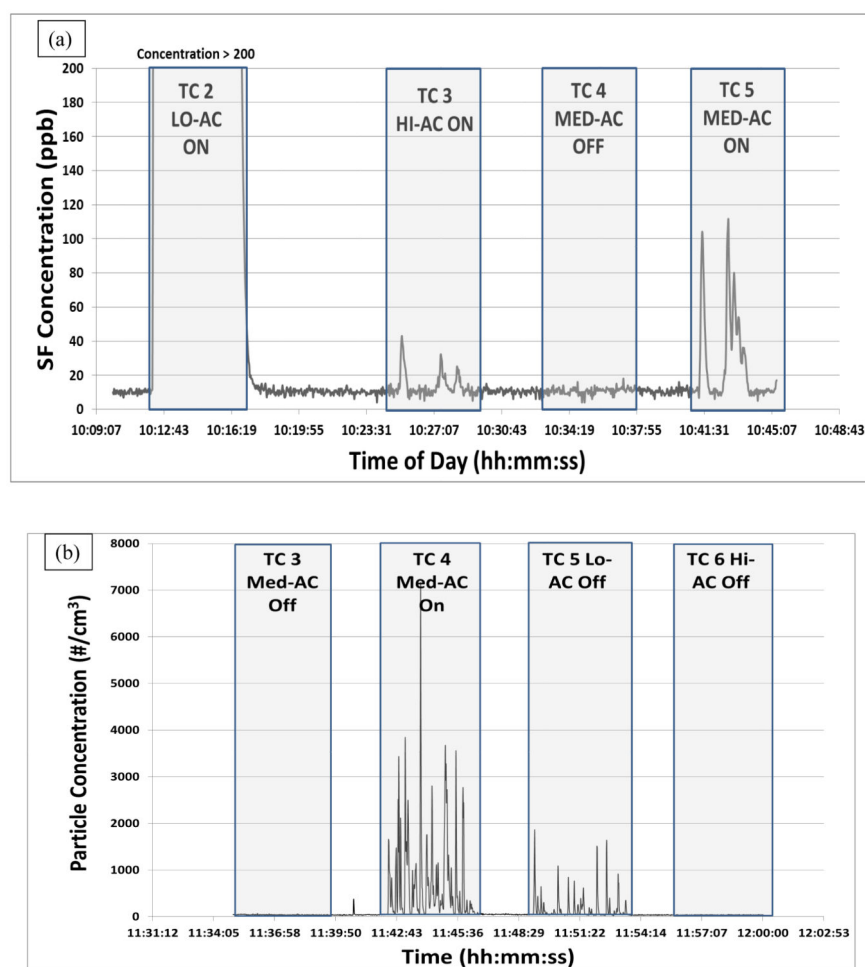 (a)
Concentration > 200
200
180
160
140
120
100
80
60
40
20
0
SF Concentration (ppb)
TC 2
LO-AC
ON
TC 3
HI-AC ON
TC 4
MED-AC
OFF
TC 5
MED-AC
ON
10:09:07 10:12:43 10:16:19 10:19:55 10:23:31 10:27:07 10:30:43 10:34:19 10:37:55 10:41:31 10:45:07 10:48:43
Time of Day (hh:mm:ss)
(b)
8000
7000
6000
5000
4000
3000
2000
1000
0
Particle Concentration (#/cm³)
TC 3
Med-AC
Off
TC 4
Med-AC
On
TC 5 Lo-
AC Off
TC 6 Hi-
AC Off
11:31:12 11:34:05 11:36:58 11:39:50 11:42:43 11:45:36 11:48:29 11:51:22 11:54:14 11:57:07 12:00:00 12:02:53
Time (hh:mm:ss)